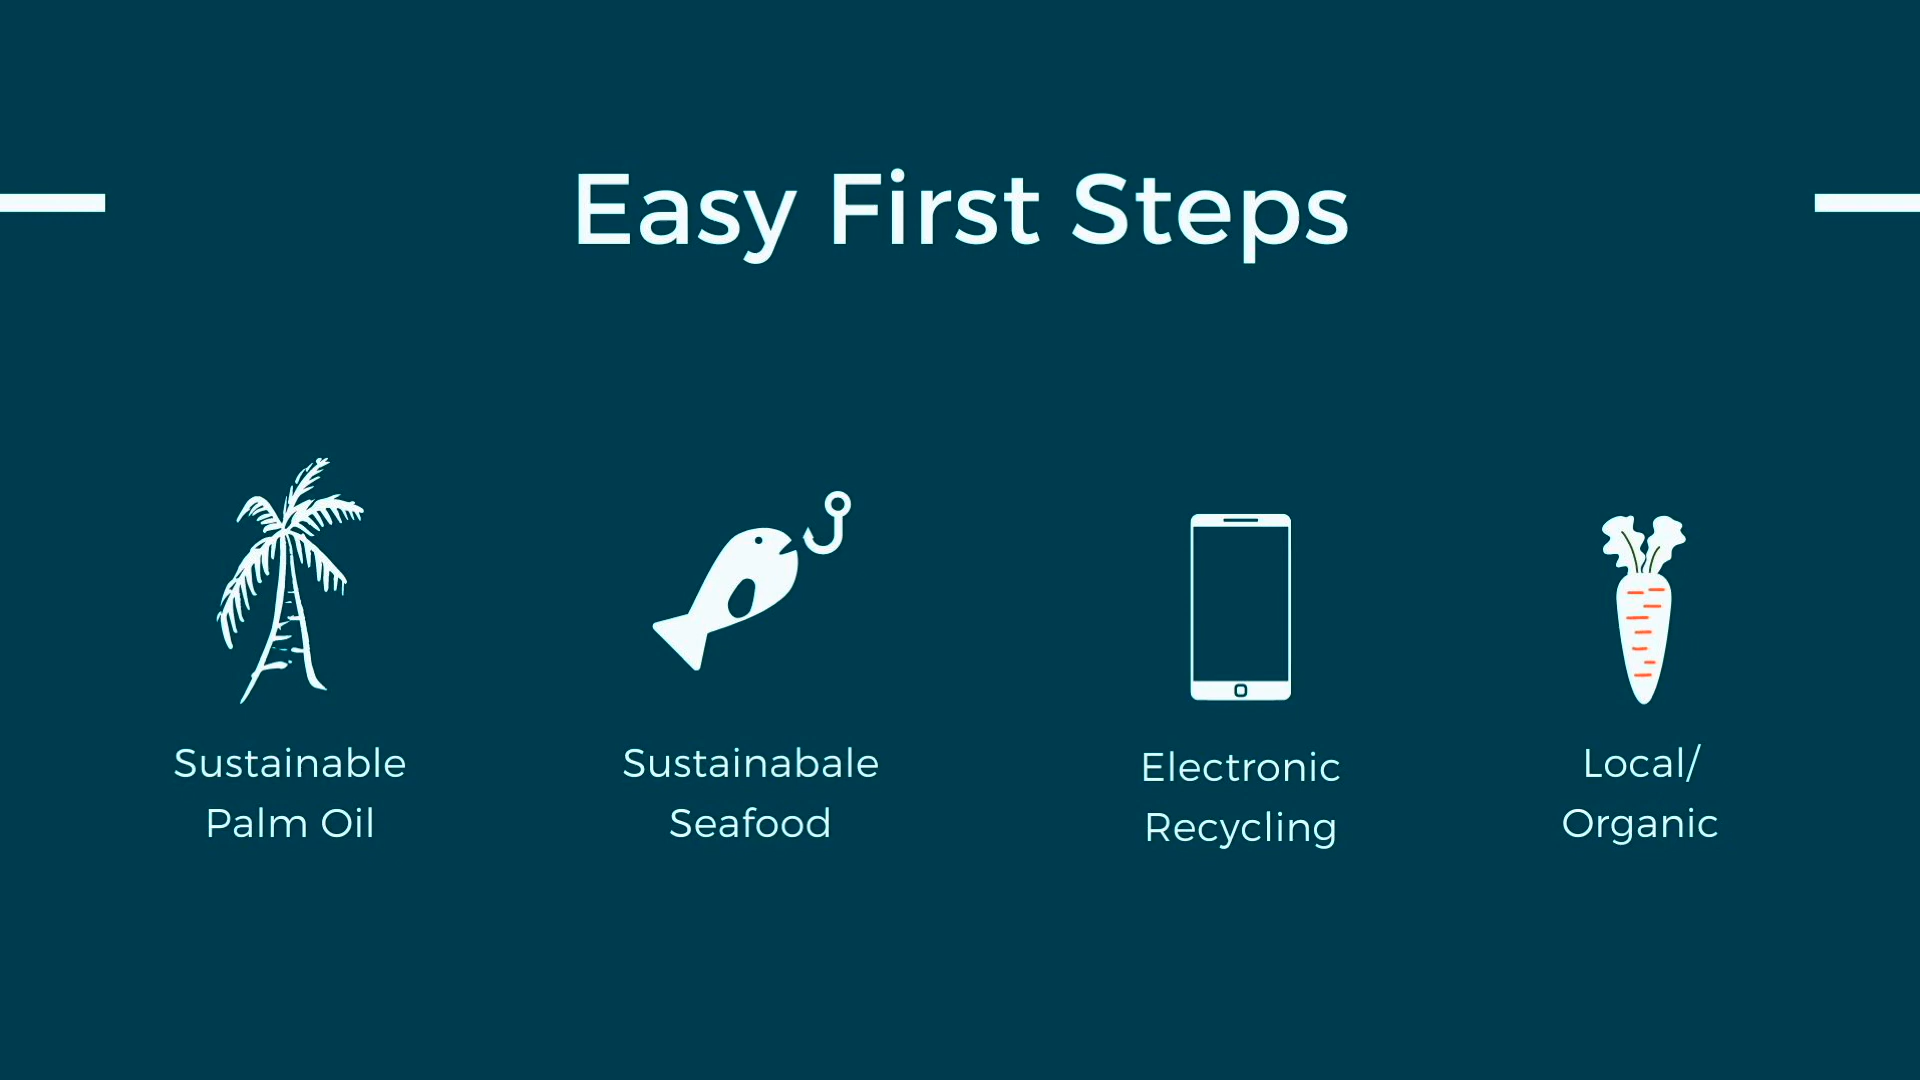 Easy First Steps
Sustainable
Palm Oil
Sustainabale
Seafood
Electronic
Recycling
Local/
Organic